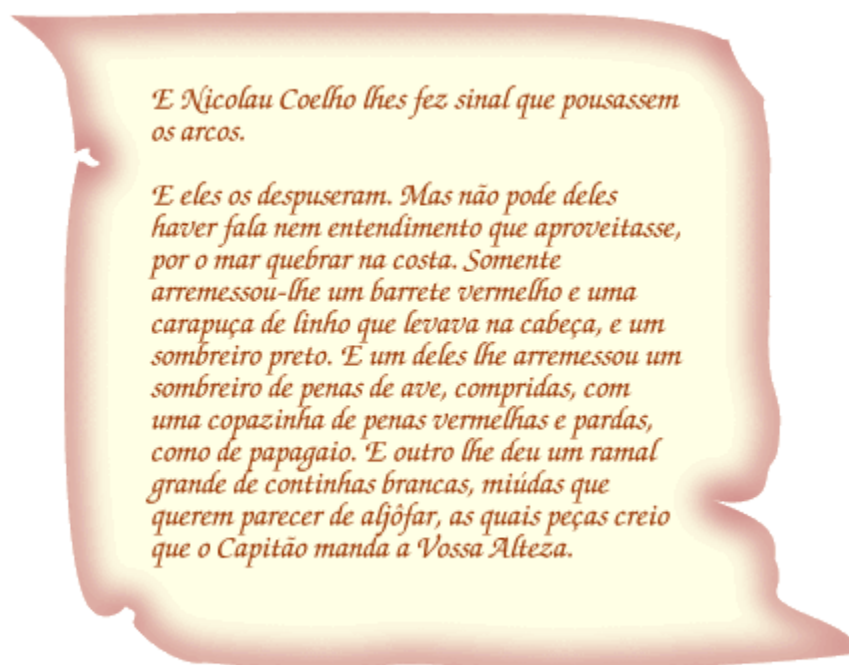 E Nicolau Coelho lhes fez sinal que pousassem
os arcos.
E eles os despuseram. Mas não pode deles
haver fala nem entendimento que aproveitasse,
por o mar quebrar na costa. Somente
arremessou-lhe um barrete vermelho e uma
carapuça de linho que levava na cabeça, e um
sombreiro preto. E um deles lhe arremessou um
sombreiro de penas de ave, compridas, com
uma copazinha de penas vermelhas e pardas,
como de papagaio. E outro lhe deu um ramal
grande de continhas brancas, miúdas que
querem parecer de aljôfar, as quais peças creio
que o Capitão manda a Vossa Alteza.